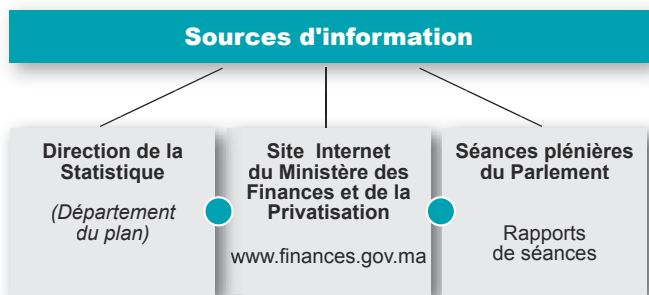 Sources d'information
Direction de la
Statistique
(Département
du plan)
Site Internet
du Ministère des
Finances et de la
Privatisation
www.finances.gov.ma
Séances plénières
du Parlement
Rapports
de séances